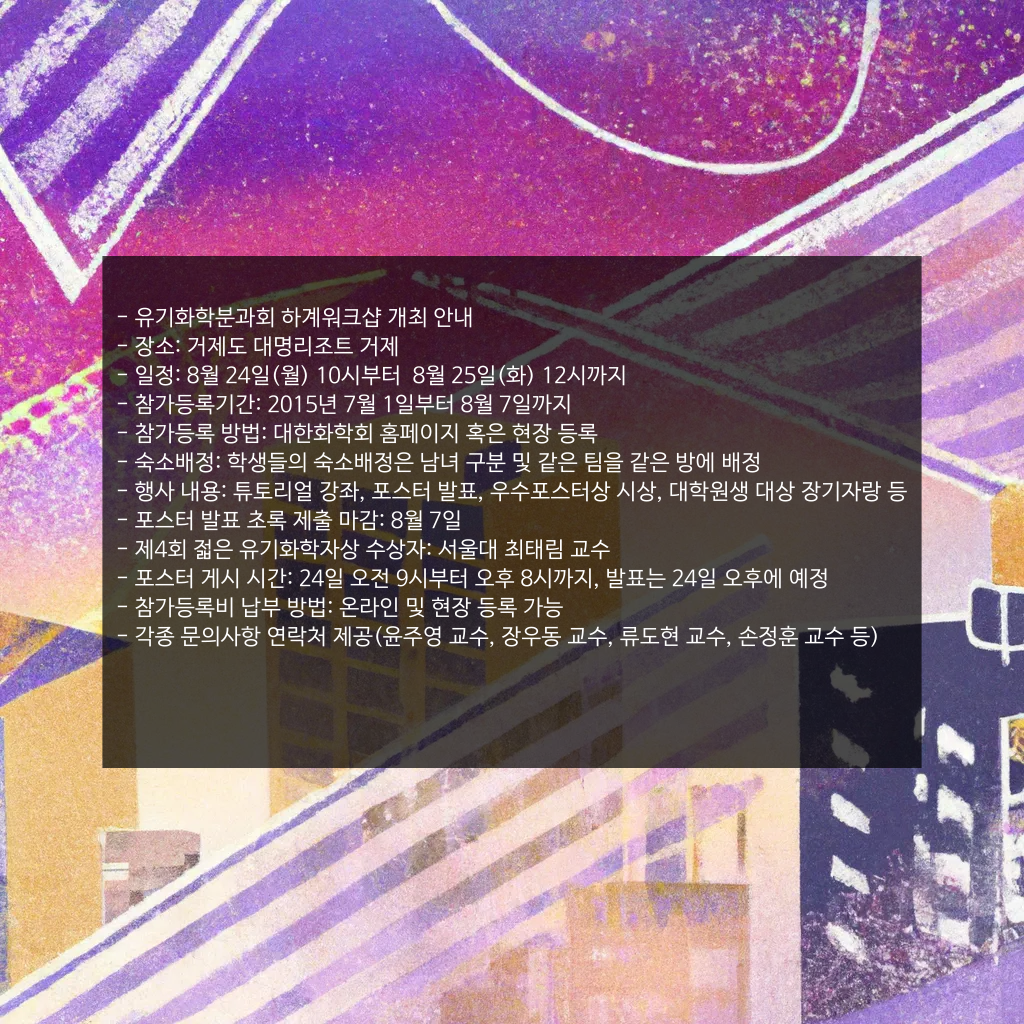 - 유기화학분과회 하계워크샵 개최 안내
- 장소: 거제도 대명리조트 거제
- 일정: 8월 24일(월) 10시부터  8월 25일(화) 12시까지
- 참가등록기간: 2015년 7월 1일부터 8월 7일까지
- 참가등록 방법: 대한화학회 홈페이지 혹은 현장 등록
- 숙소배정: 학생들의 숙소배정은 남녀 구분 및 같은 팀을 같은 방에 배정
- 행사 내용: 튜토리얼 강좌, 포스터 발표, 우수포스터상 시상, 대학원생 대상 장기자랑 등
- 포스터 발표 초록 제출 마감: 8월 7일
- 제4회 젊은 유기화학자상 수상자: 서울대 최태림 교수
- 포스터 게시 시간: 24일 오전 9시부터 오후 8시까지, 발표는 24일 오후에 예정
- 참가등록비 납부 방법: 온라인 및 현장 등록 가능
- 각종 문의사항 연락처 제공(윤주영 교수, 장우동 교수, 류도현 교수, 손정훈 교수 등)